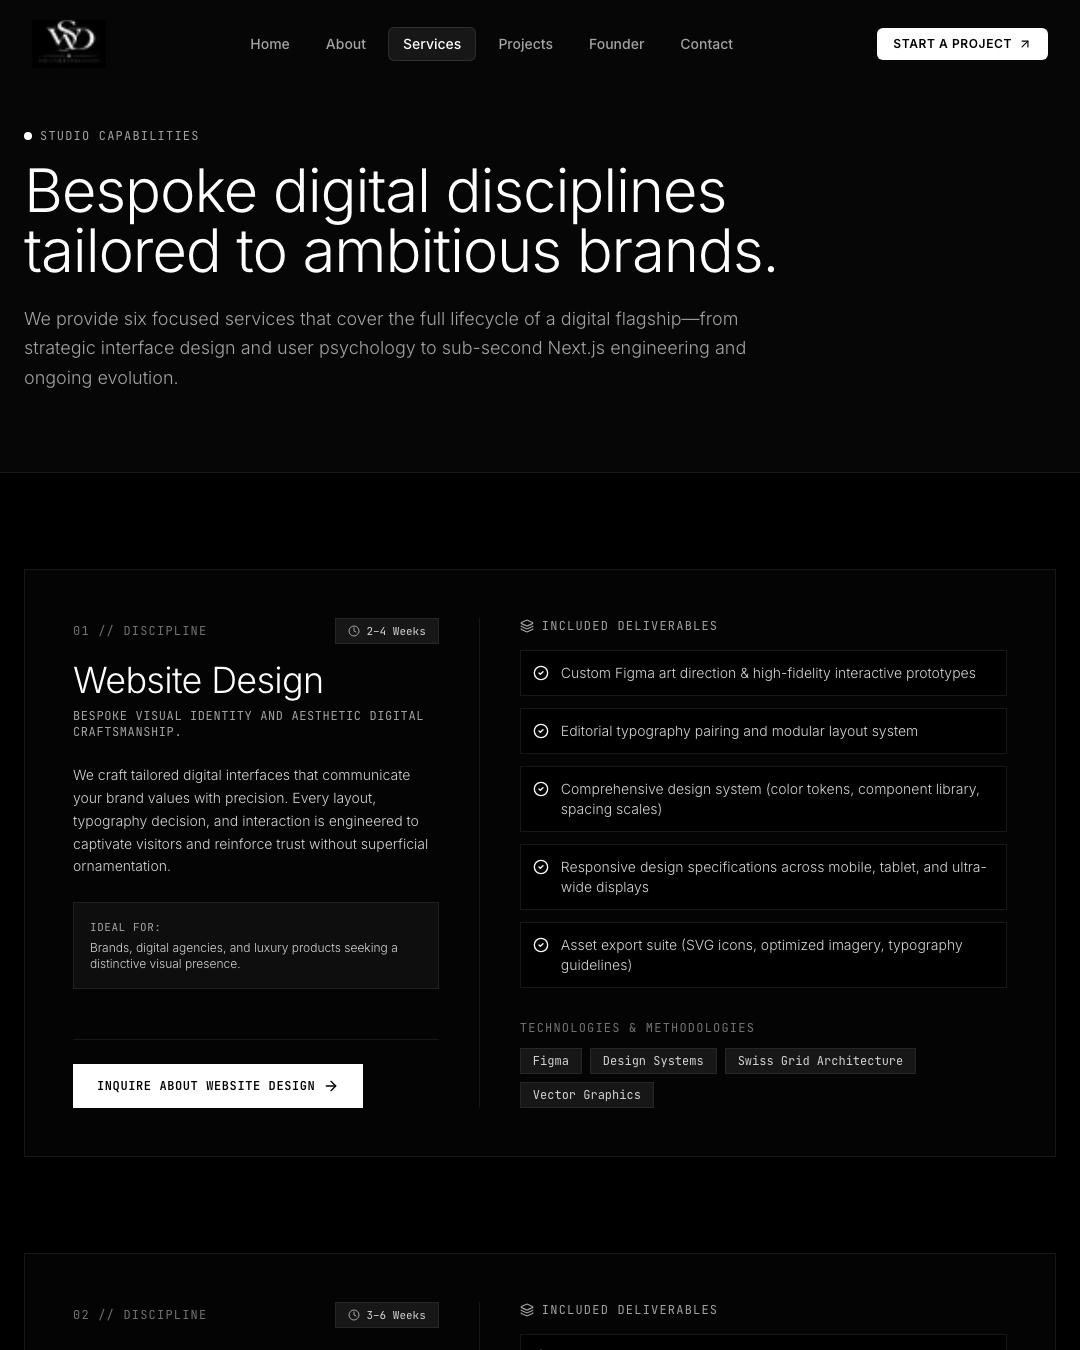 WSD
Home
About
Services
Projects
Founder
Contact
START A PROJECT
STUDIO CAPABILITIES
Bespoke digital disciplines
tailored to ambitious brands.
We provide six focused services that cover the full lifecycle of a digital flagship—from
strategic interface design and user psychology to sub-second Next.js engineering and
ongoing evolution.
01 // DISCIPLINE
2–4 Weeks
Website Design
BESPOKE VISUAL IDENTITY AND AESTHETIC DIGITAL
CRAFTSMANSHIP.
We craft tailored digital interfaces that communicate
your brand values with precision. Every layout,
typography decision, and interaction is engineered to
captivate visitors and reinforce trust without superficial
ornamentation.
IDEAL FOR:
Brands, digital agencies, and luxury products seeking a
distinctive visual presence.
INQUIRE ABOUT WEBSITE DESIGN
INCLUDED DELIVERABLES
Custom Figma art direction & high-fidelity interactive prototypes
Editorial typography pairing and modular layout system
Comprehensive design system (color tokens, component library,
spacing scales)
Responsive design specifications across mobile, tablet, and ultra-
wide displays
Asset export suite (SVG icons, optimized imagery, typography
guidelines)
TECHNOLOGIES & METHODOLOGIES
Figma
Design Systems
Swiss Grid Architecture
Vector Graphics
02 // DISCIPLINE
3–6 Weeks
INCLUDED DELIVERABLES